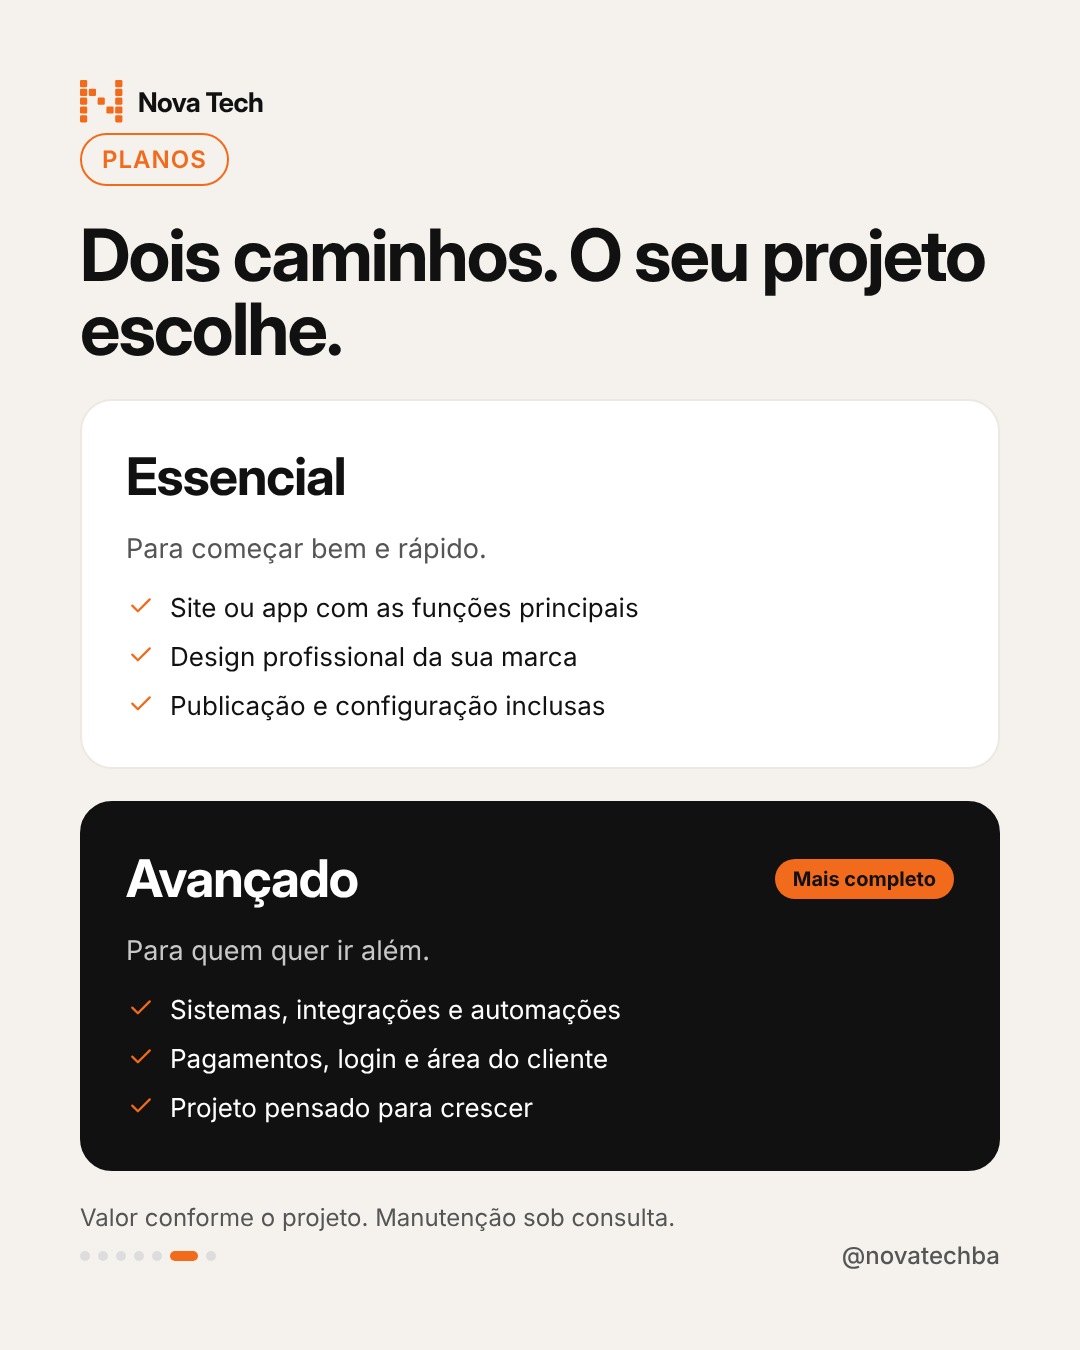 Nova Tech
PLANOS
Dois caminhos. O seu projeto
escolhe.
Essencial
Para começar bem e rápido.
Site ou app com as funções principais
Design profissional da sua marca
Publicação e configuração inclusas
Avançado
Mais completo
Para quem quer ir além.
Sistemas, integrações e automações
Pagamentos, login e área do cliente
Projeto pensado para crescer
Valor conforme o projeto. Manutenção sob consulta.
@novatechba